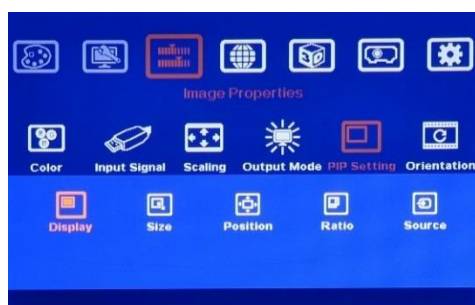 Image Properties
Color Input Signal Scaling Output Mode PIP Setting Orientation
Display Size Position Ratio Source